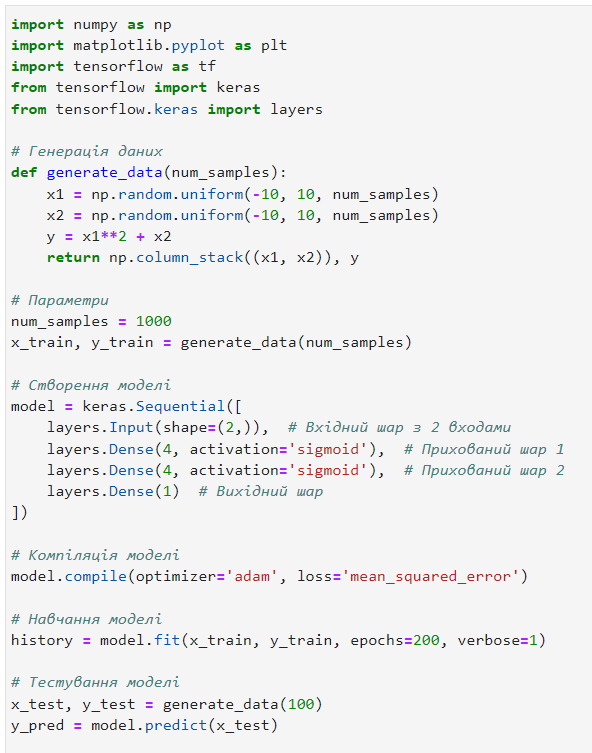 import numpy as np
import matplotlib.pyplot as plt
import tensorflow as tf
from tensorflow import keras
from tensorflow.keras import layers
# Генерація даних
def generate_data(num_samples):
    x1 = np.random.uniform(-10, 10, num_samples)
    x2 = np.random.uniform(-10, 10, num_samples)
    y = x1**2 + x2
    return np.column_stack((x1, x2)), y
# Параметри
num_samples = 1000
x_train, y_train = generate_data(num_samples)
# Створення моделі
model = keras.Sequential([
    layers.Input(shape=(2,)),  # Вхідний шар з 2 входами
    layers.Dense(4, activation='sigmoid'),  # Прихований шар 1
    layers.Dense(4, activation='sigmoid'),  # Прихований шар 2
    layers.Dense(1)  # Вихідний шар
])
# Компіляція моделі
model.compile(optimizer='adam', loss='mean_squared_error')
# Навчання моделі
history = model.fit(x_train, y_train, epochs=200, verbose=1)
# Тестування моделі
x_test, y_test = generate_data(100)
y_pred = model.predict(x_test)